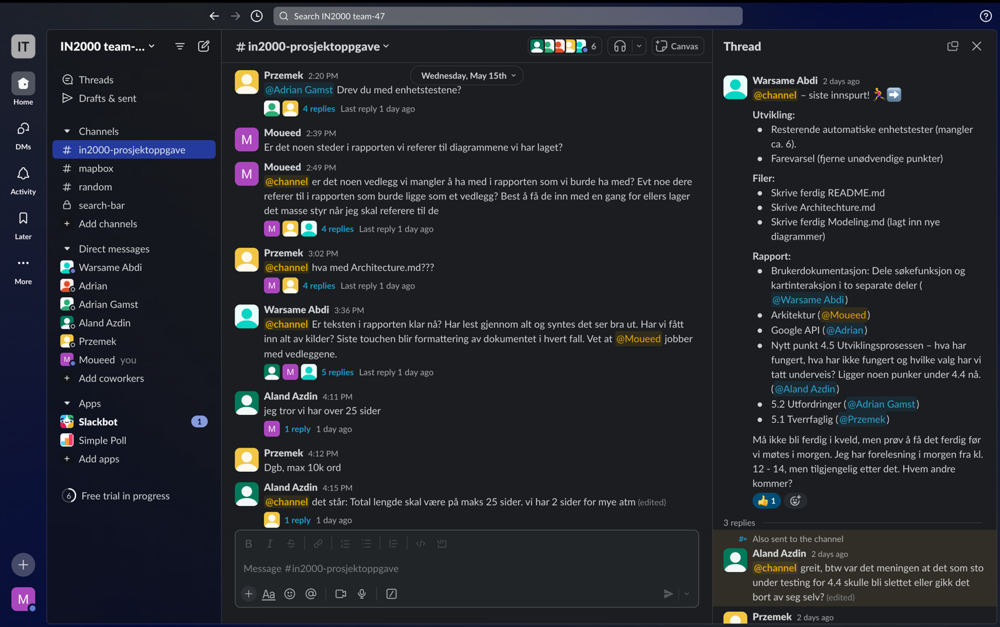 Search IN2000 team-47
IT
Home
DMs
Activity
Later
More
M
IN2000 team-...
Threads
Drafts & sent
Channels
# in2000-prosjektoppgave
# mapbox
# random
search-bar
+ Add channels
Direct messages
Warsame Abdi
Adrian
Adrian Gamst
Aland Azdin
Przemek
M Moueed you
+ Add coworkers
Apps
Slackbot 1
Simple Poll
+ Add apps
6 Free trial in progress
# in2000-prosjektoppgave
6
Canvas
Wednesday, May 15th
Przemek 2:20 PM
@Adrian Gamst Drev du med enhetstestene?
4 replies Last reply 1 day ago
M
Moueed 2:39 PM
Er det noen steder i rapporten vi referer til diagrammene vi har laget?
M
Moueed 2:49 PM
@channel er det noen vedlegg vi mangler å ha med i rapporten som vi burde ha med? Evt noe dere
referer til i rapporten som burde ligge som et vedlegg? Best å få de inn med en gang for ellers lager
det masse styr når jeg skal referere til de
M 4 replies Last reply 1 day ago
Przemek 3:02 PM
@channel hva med Architecture.md???
M 4 replies Last reply 1 day ago
Warsame Abdi 3:36 PM
@channel Er teksten i rapporten klar nå? Har lest gjennom alt og syntes det ser bra ut. Har vi fått
inn alt av kilder? Siste touchen blir formattering av dokumentet i hvert fall. Vet at @Moueed jobber
med vedleggene.
M 5 replies Last reply 1 day ago
Aland Azdin 4:11 PM
jeg tror vi har over 25 sider
M 1 reply 1 day ago
Przemek 4:12 PM
Dgb, max 10k ord
Aland Azdin 4:15 PM
@channel det står: Total lengde skal være på maks 25 sider. vi har 2 sider for mye atm (edited)
1 reply 1 day ago
B I S </>
Message #in2000-prosjektoppgave
+ Aa @
Thread
Warsame Abdi 2 days ago
@channel – siste innspurt! 🏃➡️
Utvikling:
• Resterende automatiske enhetstester (mangler
ca. 6).
• Farevarsel (fjerne unødvendige punkter)
Filer:
• Skrive ferdig README.md
• Skrive Architechture.md
• Skrive ferdig Modeling.md (lagt inn nye
diagrammer)
Rapport:
• Brukerdokumentasjon: Dele søkefunksjon og
kartinteraksjon i to separate deler (
@Warsame Abdi)
• Arkitektur (@Moueed)
• Google API (@Adrian)
• Nytt punkt 4.5 Utviklingsprosessen – hva har
fungert, hva har ikke fungert og hvilke valg har vi
tatt underveis? Ligger noen punker under 4.4 nå.
(@Aland Azdin)
• 5.2 Utfordringer (@Adrian Gamst)
• 5.1 Tverrfaglig (@Przemek)
Må ikke bli ferdig i kveld, men prøv å få det ferdig før
vi møtes i morgen. Jeg har forelesning i morgen fra kl.
12 - 14, men tilgjengelig etter det. Hvem andre
kommer?
👍 1
3 replies
Also sent to the channel
Aland Azdin 2 days ago
@channel greit, btw var det meningen at det som sto
under testing for 4.4 skulle bli slettet eller gikk det
bort av seg selv? (edited)
Przemek 2 days ago